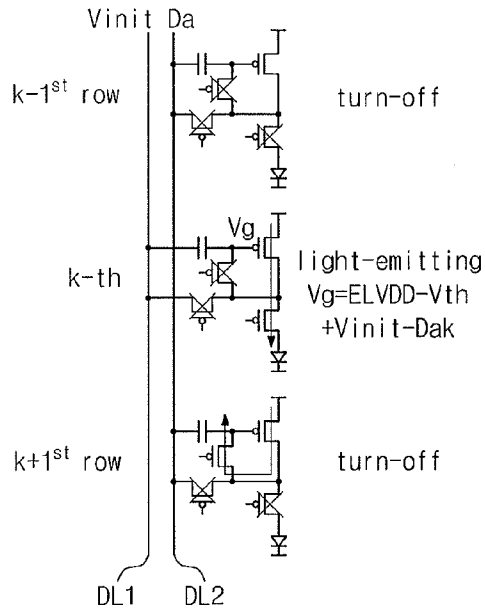 Vinit Da
k-1st row
turn-off
Vg
k-th
light-emitting
Vg=ELVDD-Vth
+Vinit-Dak
k+1st row
turn-off
DL1
DL2